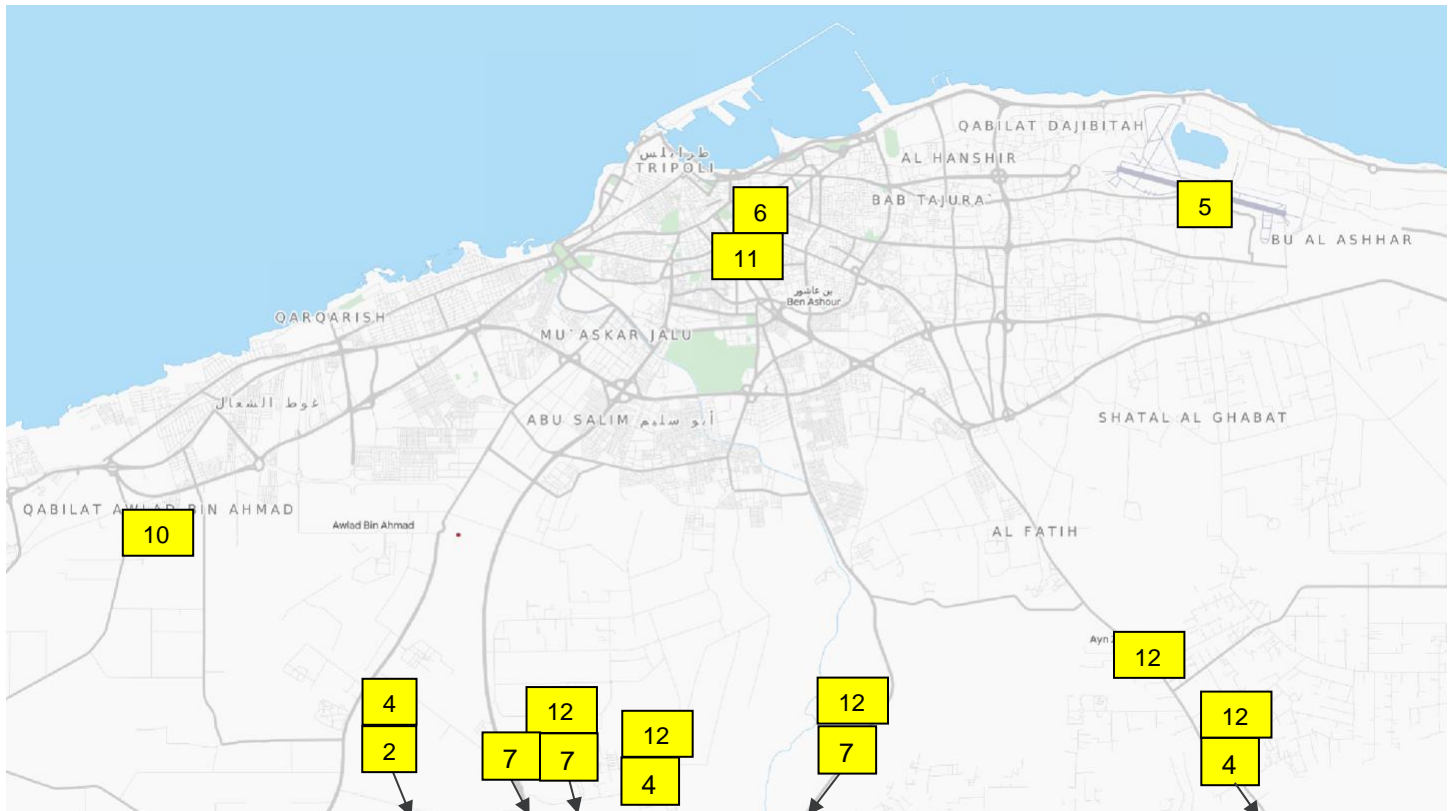 QABILAT DAJIBITAH
طرابلس
TRIPOLI
AL HANSHIR
BAB TAJURA`
6
5
11
BU AL ASHHAR
بن عاشور
Ben Ashour
QARQARISH
MU`ASKAR JALU
غوط الشعال
ABU SALIM أبو سليم
SHATAL AL GHABAT
QABILAT AWLAD BIN AHMAD
10
Awlad Bin Ahmad
AL FATIH
Ayn
12
4
12
12
12
12
2
7
7
4
7
4